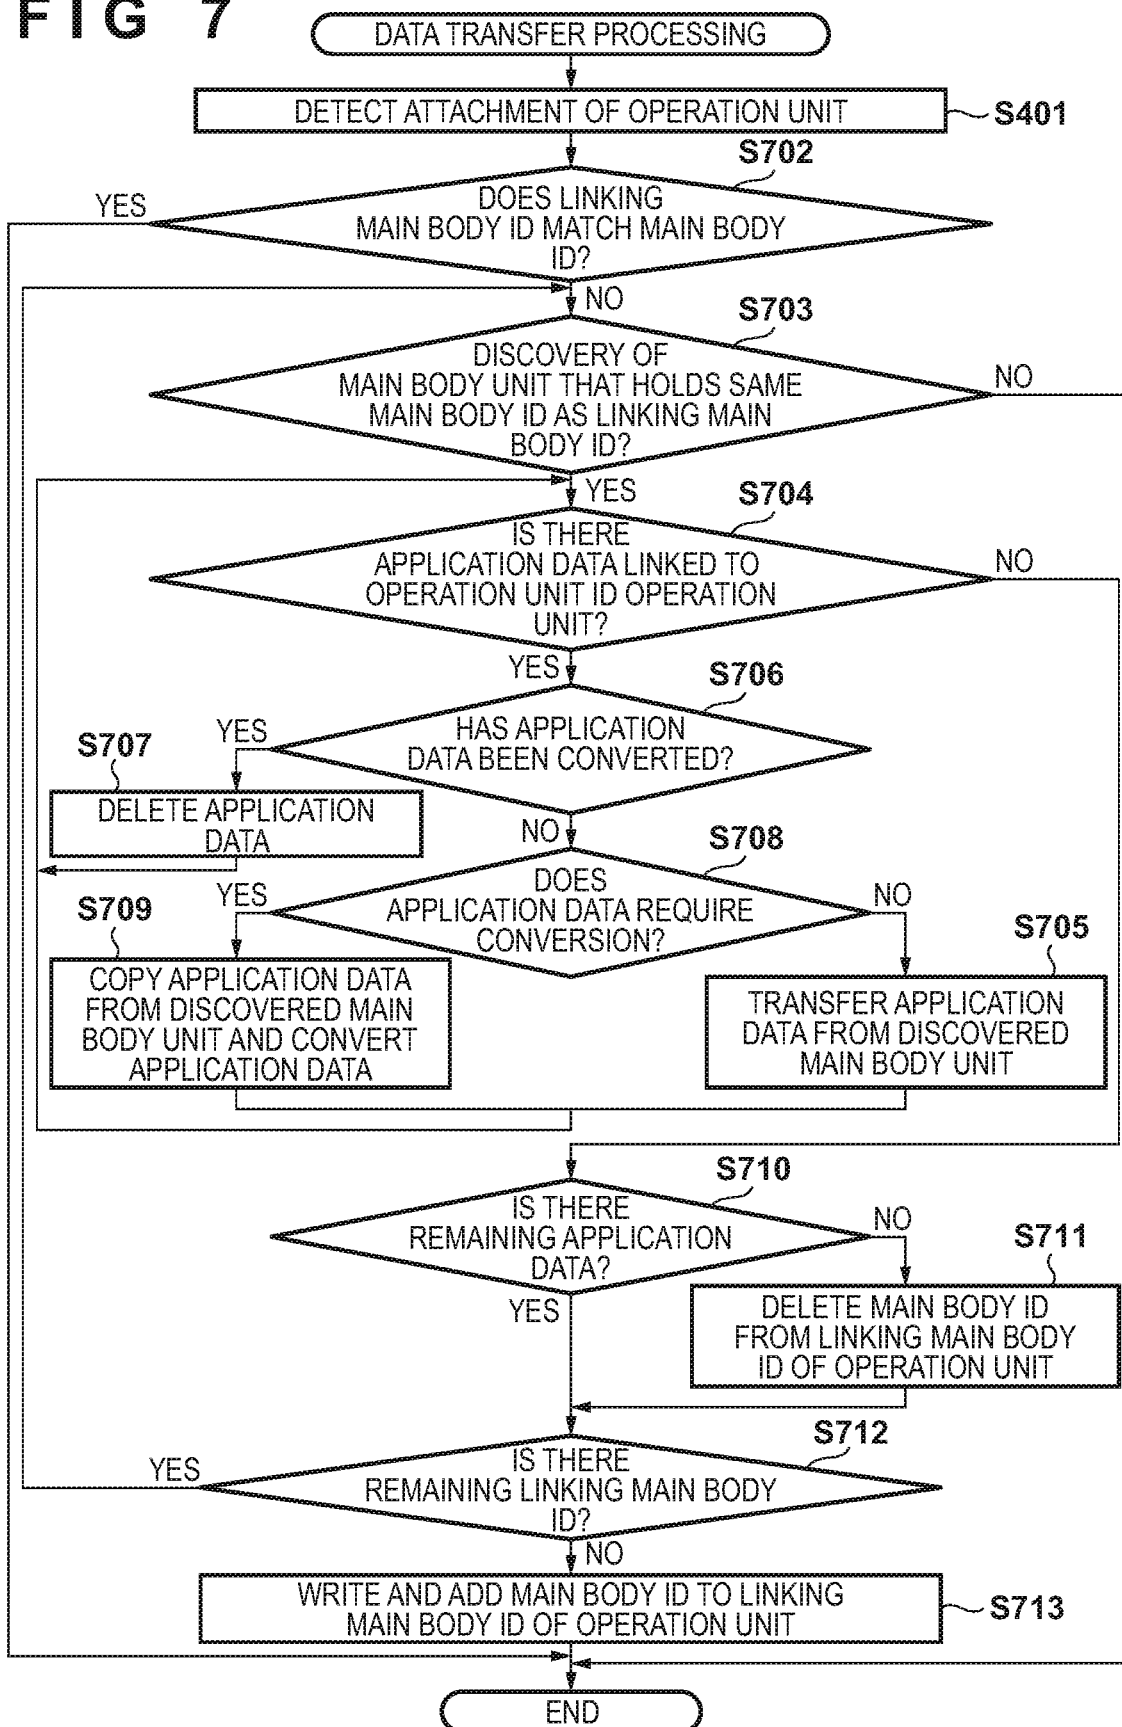 FIG 7
DATA TRANSFER PROCESSING
DETECT ATTACHMENT OF OPERATION UNIT
S401
S702
YES
DOES LINKING
MAIN BODY ID MATCH MAIN BODY
ID?
NO
S703
DISCOVERY OF
MAIN BODY UNIT THAT HOLDS SAME
MAIN BODY ID AS LINKING MAIN
BODY ID?
NO
YES
S704
IS THERE
APPLICATION DATA LINKED TO
OPERATION UNIT ID OPERATION
UNIT?
NO
YES
S706
HAS APPLICATION
DATA BEEN CONVERTED?
YES
S707
DELETE APPLICATION
DATA
NO
S708
DOES
APPLICATION DATA REQUIRE
CONVERSION?
YES
NO
S709
COPY APPLICATION DATA
FROM DISCOVERED MAIN
BODY UNIT AND CONVERT
APPLICATION DATA
S705
TRANSFER APPLICATION
DATA FROM DISCOVERED
MAIN BODY UNIT
S710
IS THERE
REMAINING APPLICATION
DATA?
NO
YES
S711
DELETE MAIN BODY ID
FROM LINKING MAIN BODY
ID OF OPERATION UNIT
S712
YES
IS THERE
REMAINING LINKING MAIN BODY
ID?
NO
WRITE AND ADD MAIN BODY ID TO LINKING
MAIN BODY ID OF OPERATION UNIT
S713
END